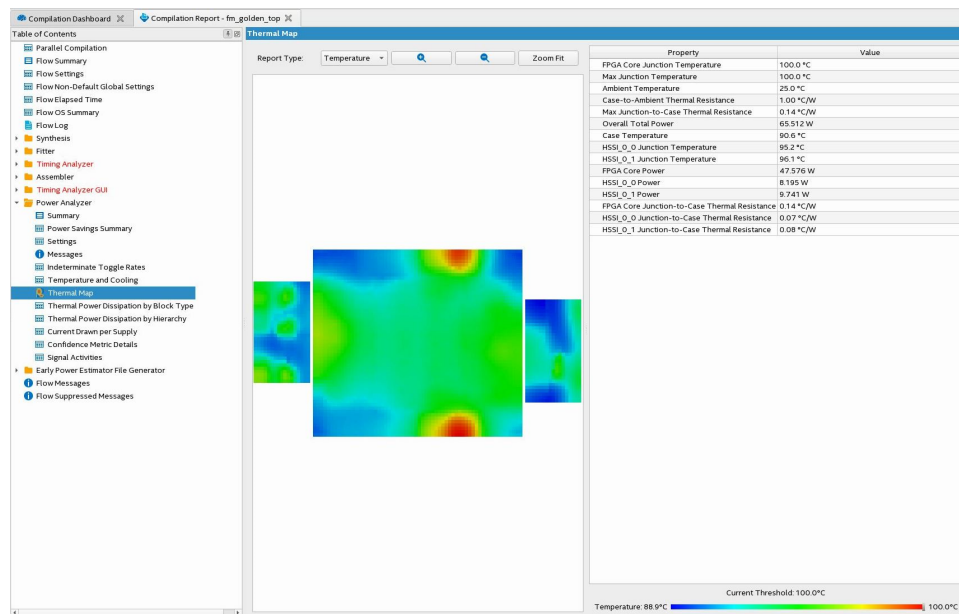 Compilation Dashboard
Compilation Report - fm_golden_top
Table of Contents
Parallel Compilation
Flow Summary
Flow Settings
Flow Non-Default Global Settings
Flow Elapsed Time
Flow OS Summary
Flow Log
Synthesis
Fitter
Timing Analyzer
Assembler
Timing Analyzer GUI
Power Analyzer
Summary
Power Savings Summary
Settings
Messages
Indeterminate Toggle Rates
Temperature and Cooling
Thermal Map
Thermal Power Dissipation by Block Type
Thermal Power Dissipation by Hierarchy
Current Drawn per Supply
Confidence Metric Details
Signal Activities
Early Power Estimator File Generator
Flow Messages
Flow Suppressed Messages
Thermal Map
Report Type: Temperature Zoom Fit
Property Value
FPGA Core Junction Temperature 100.0 °C
Max Junction Temperature 100.0 °C
Ambient Temperature 25.0 °C
Case-to-Ambient Thermal Resistance 1.00 °C/W
Max Junction-to-Case Thermal Resistance 0.14 °C/W
Overall Total Power 65.512 W
Case Temperature 90.6 °C
HSSI_0_0 Junction Temperature 95.2 °C
HSSI_0_1 Junction Temperature 96.1 °C
FPGA Core Power 47.576 W
HSSI_0_0 Power 8.195 W
HSSI_0_1 Power 9.741 W
FPGA Core Junction-to-Case Thermal Resistance 0.14 °C/W
HSSI_0_0 Junction-to-Case Thermal Resistance 0.07 °C/W
HSSI_0_1 Junction-to-Case Thermal Resistance 0.08 °C/W
Current Threshold: 100.0°C
Temperature: 88.9°C 100.0°C